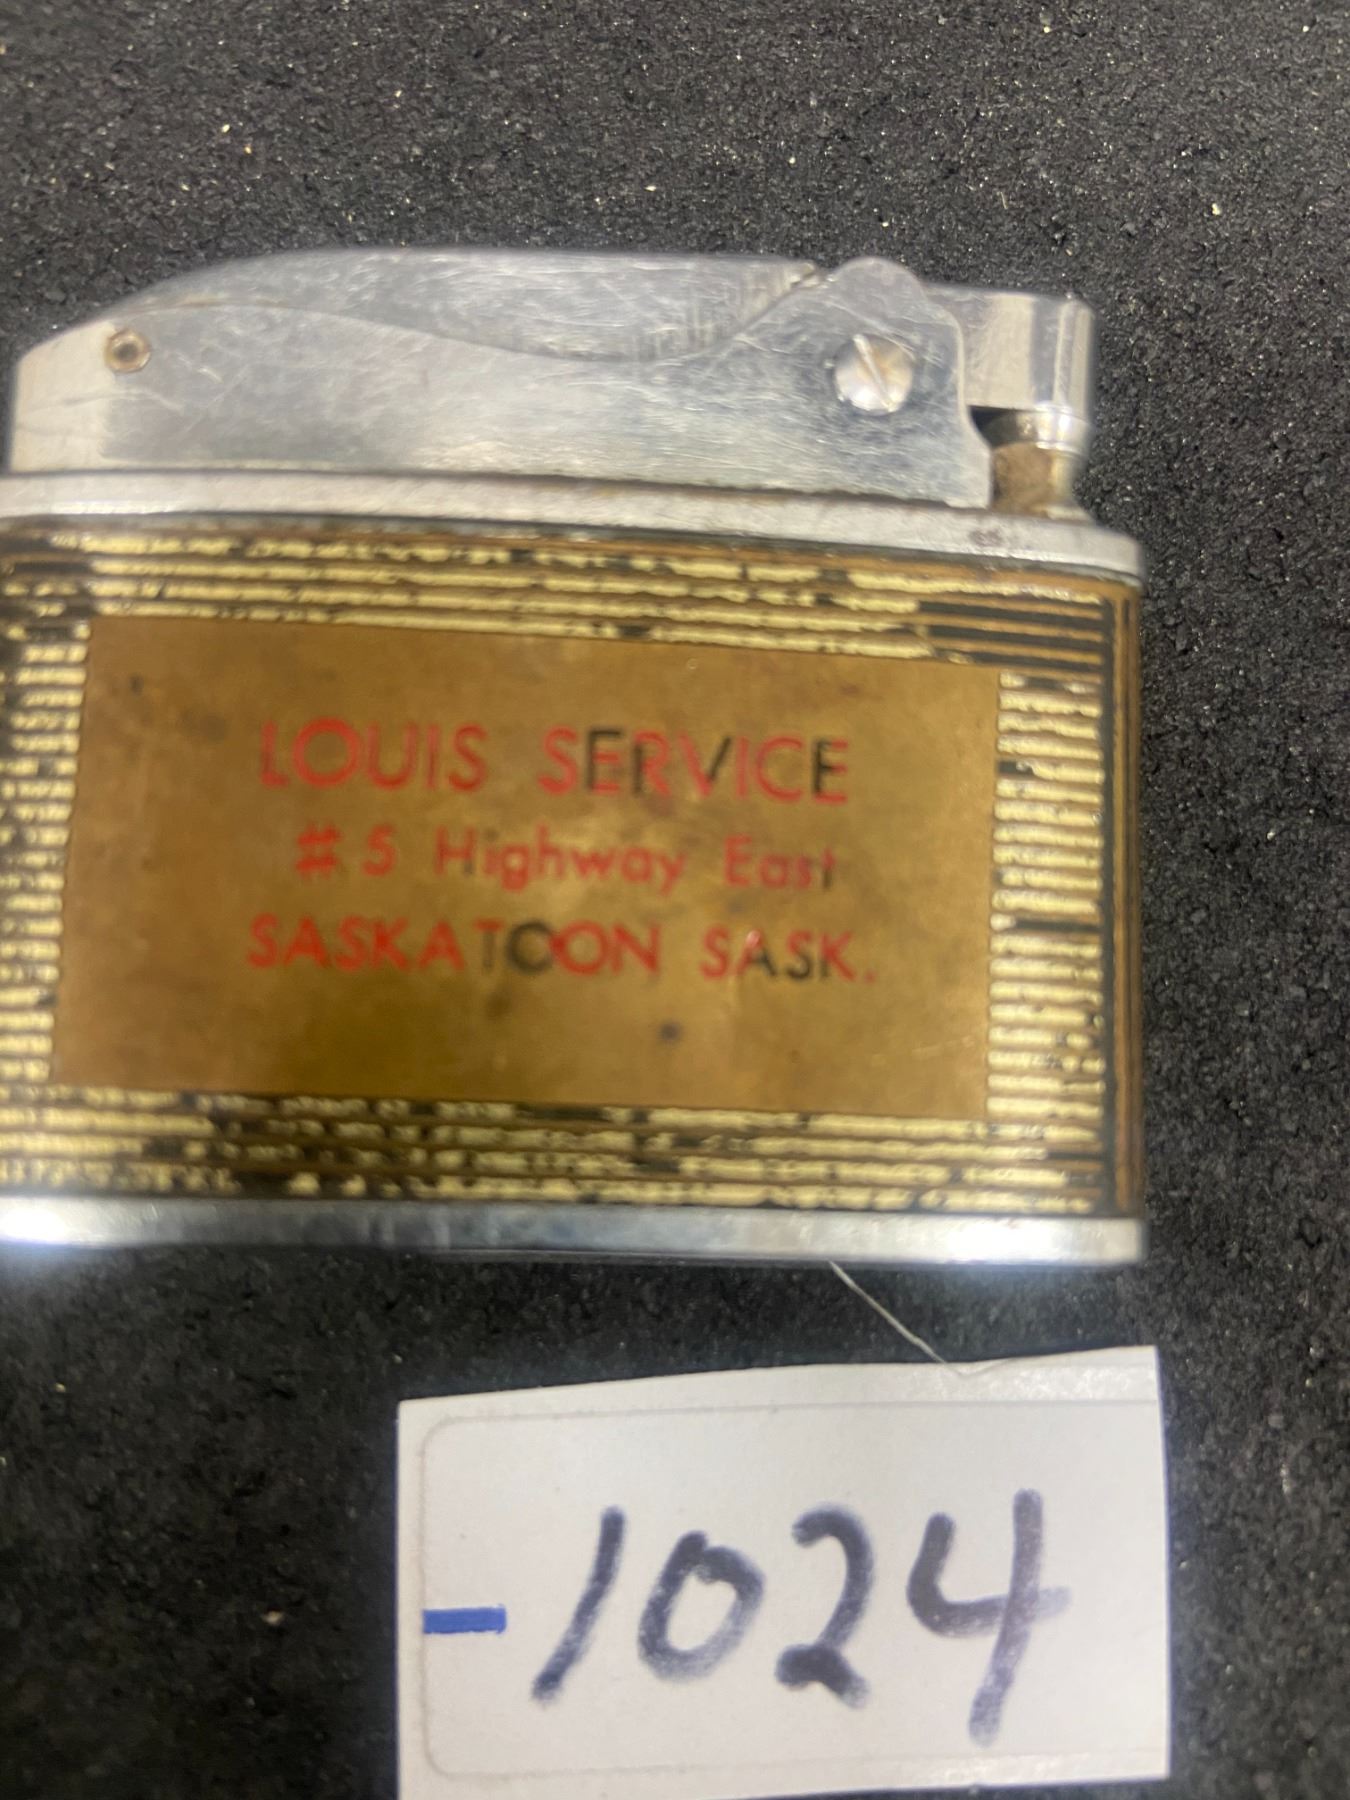 LOUIS SERVICE
#5 Highway East
SASKATOON SASK.
1024